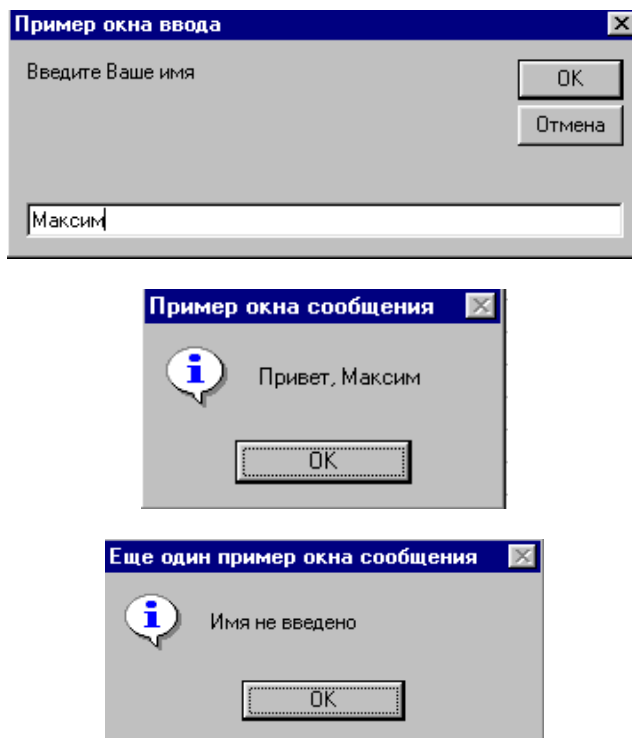 Пример окна ввода
Введите Ваше имя
OK
Отмена
Максим
Пример окна сообщения
Привет, Максим
OK
Еще один пример окна сообщения
Имя не введено
OK